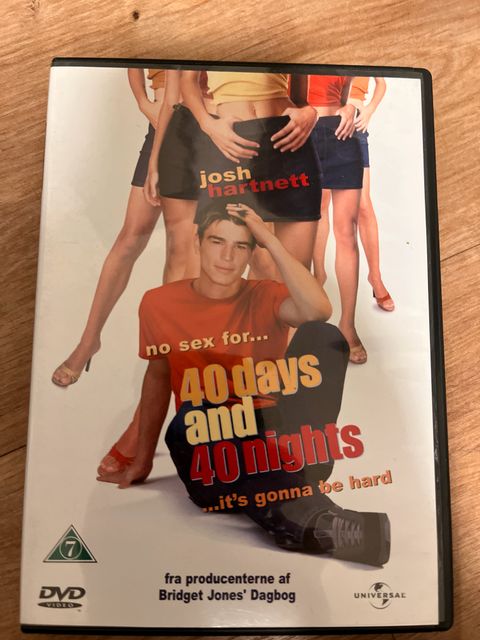 josh
hartnett
no sex for...
40 days
and
40 nights
...it's gonna be hard
7
fra producenterne af
Bridget Jones' Dagbog
DVD
VIDEO
UNIVERSAL